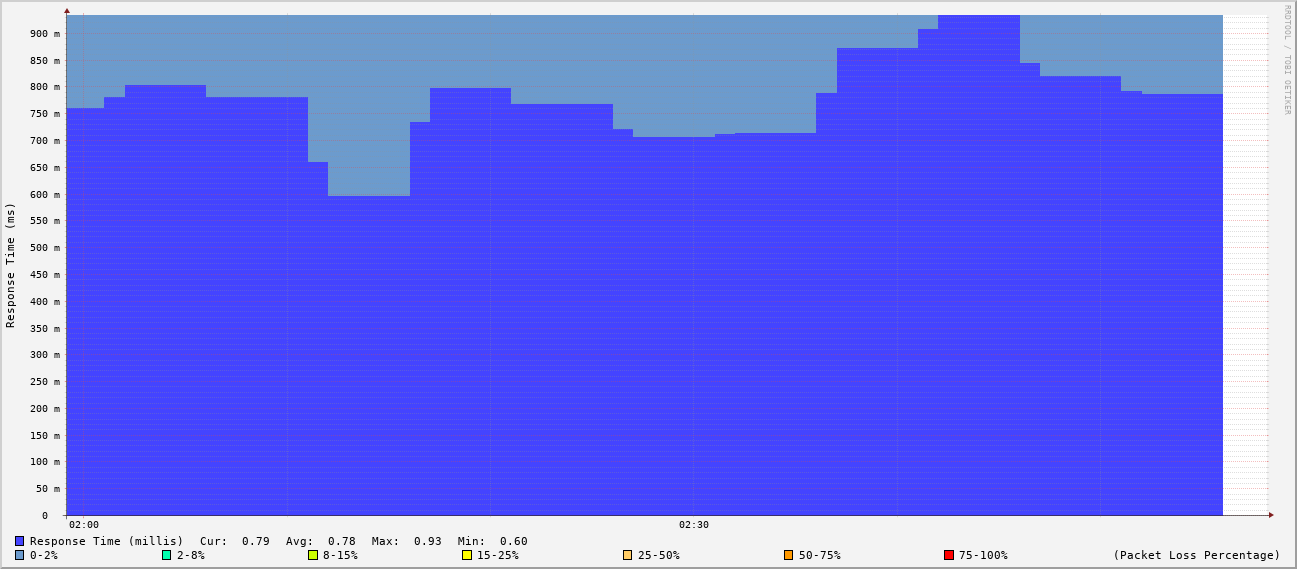 RRDTOOL / TOBI OETIKER
Response Time (ms)
900 m
850 m
800 m
750 m
700 m
650 m
600 m
550 m
500 m
450 m
400 m
350 m
300 m
250 m
200 m
150 m
100 m
50 m
0
02:00 02:30
Response Time (millis) Cur: 0.79 Avg: 0.78 Max: 0.93 Min: 0.60
0-2% 2-8% 8-15% 15-25% 25-50% 50-75% 75-100% (Packet Loss Percentage)